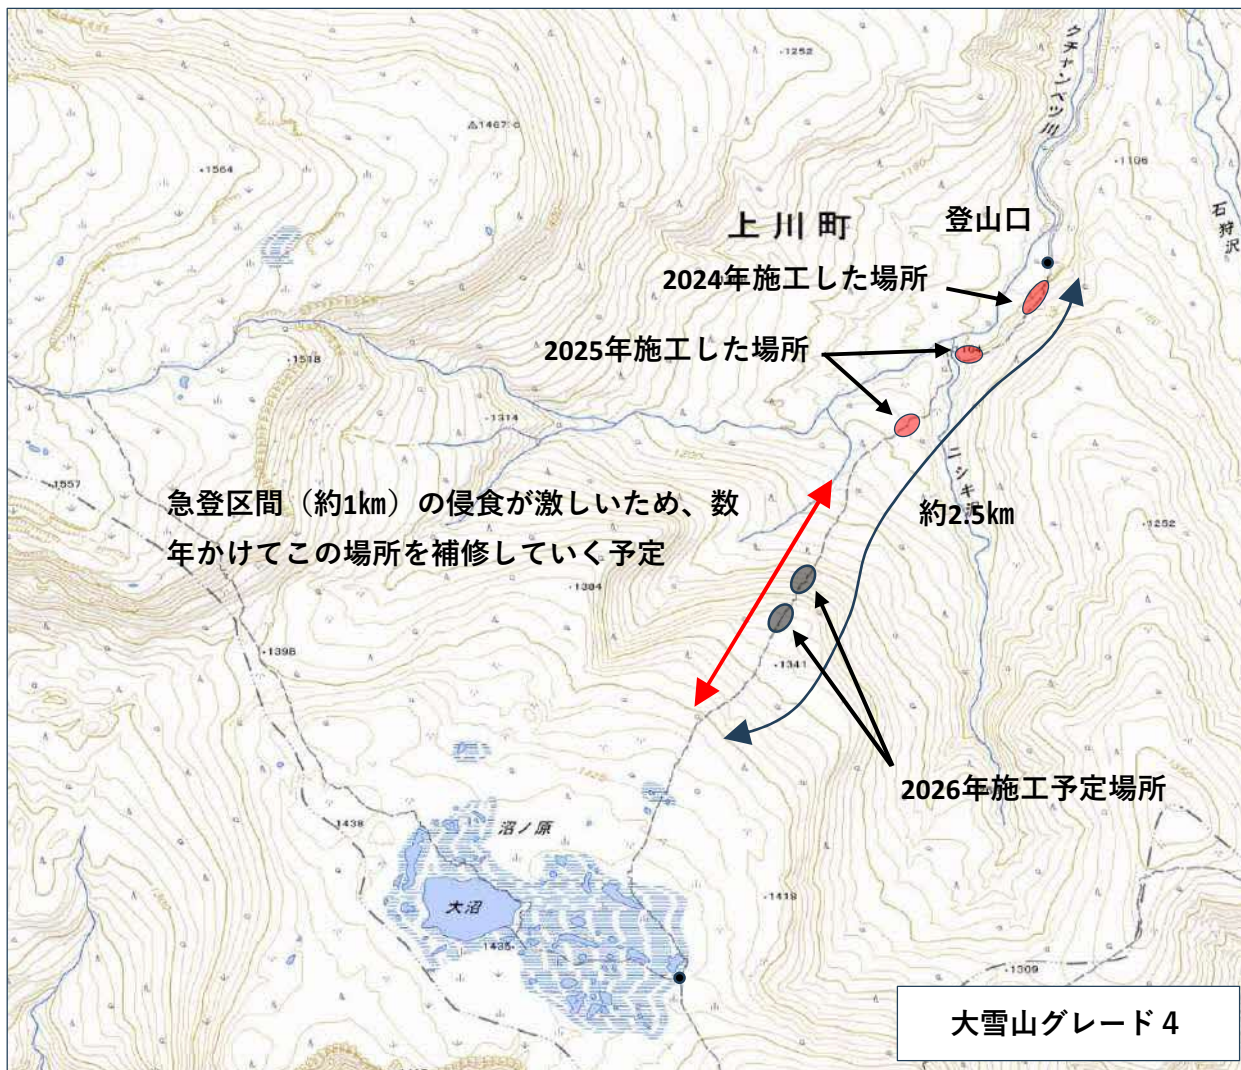 ・1252
クチャンベツ川
△1467.6
・1106
・1564
石狩沢
上川町
登山口
2024年施工した場所
2025年施工した場所
・1518
・1314
1200
・1557
急登区間（約1㎞）の侵食が激しいため、数
年かけてこの場所を補修していく予定
ニシキ沢
約2.5㎞
・1252
・1384
・1398
・1341
2026年施工予定場所
1438
沼ノ原
大沼
1435
・1419
・1309
大雪山グレード４